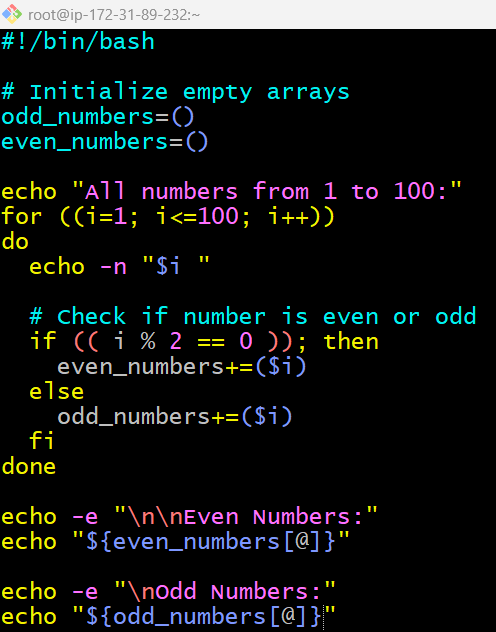 root@ip-172-31-89-232:~
#!/bin/bash
# Initialize empty arrays
odd_numbers=()
even_numbers=()
echo "All numbers from 1 to 100:"
for ((i=1; i<=100; i++))
do
  echo -n "$i "
  # Check if number is even or odd
  if (( i % 2 == 0 )); then
    even_numbers+=($i)
  else
    odd_numbers+=($i)
  fi
done
echo -e "\n\nEven Numbers:"
echo "${even_numbers[@]}"
echo -e "\nOdd Numbers:"
echo "${odd_numbers[@]}"